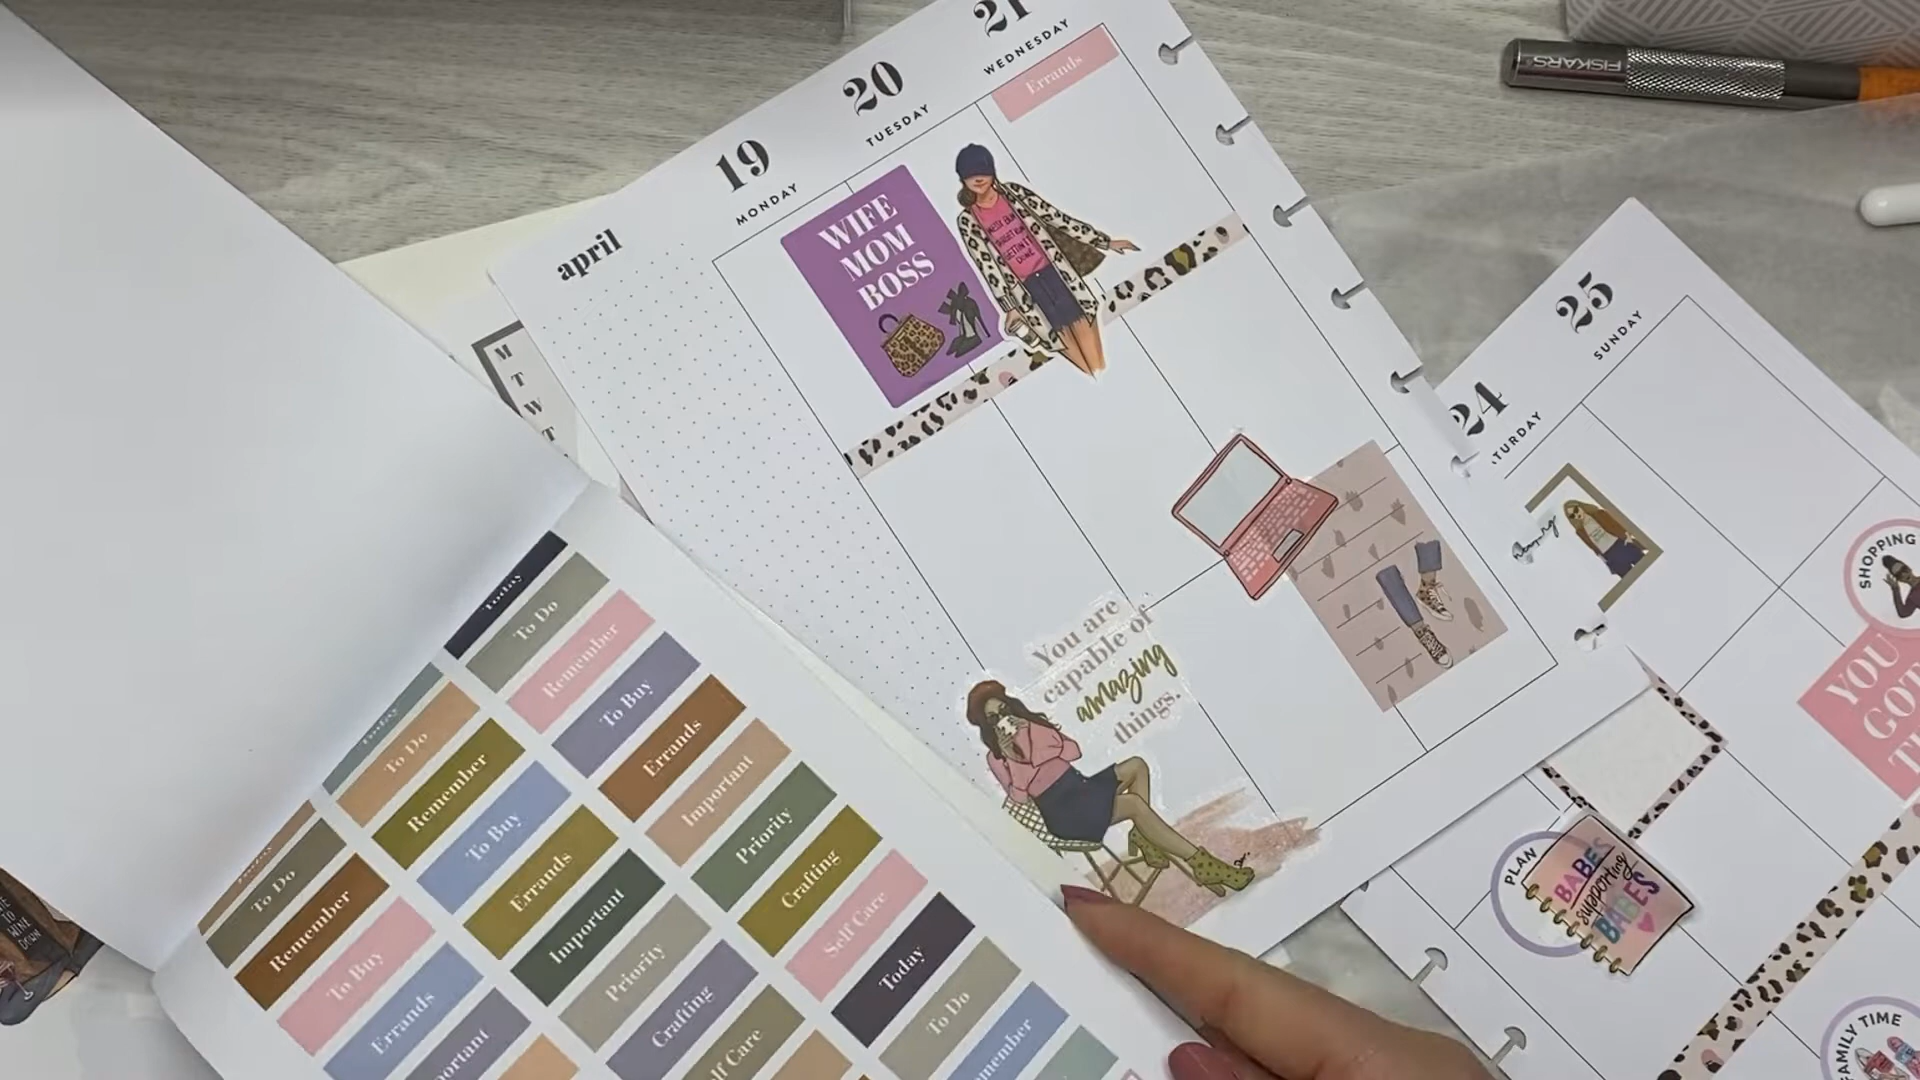 april
19
MONDAY
20
TUESDAY
21
WEDNESDAY
Errands
WIFE
MOM
BOSS
M
T
W
T
You are
capable of
amazing
things.
FISKARS
24
25
SUNDAY
SHOPPING
YOU
GOT
PLAN
BABES
supporting
BABES
FAMILY TIME
Today
To Do
Remember
To Buy
Errands
Important
Priority
Crafting
Self Care
Today
To Do
Today
To Do
Remember
To Buy
Errands
Important
Priority
Crafting
To Do
Remember
To Buy
Errands